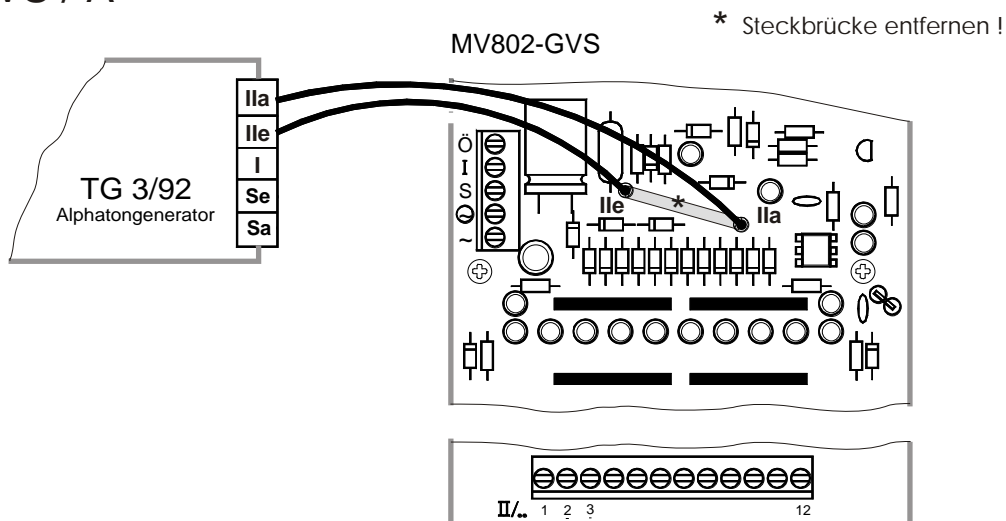 * Steckbrücke entfernen !
MV802-GVS
IIa
IIe
I
Se
Sa
TG 3/92
Alphatongenerator
Ö
I
S
~
~
IIe
*
IIa
II/.. 1 2 3 12